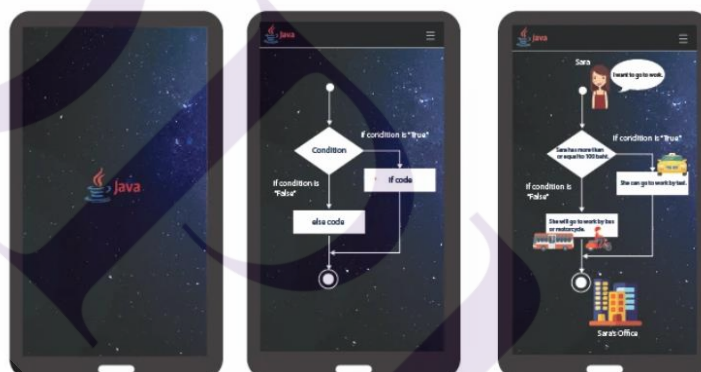 Java
Java
Condition
If condition is "True"
If code
If condition is
"False"
else code
Java
Sara
I want to go to work.
Sara has more than
or equal to 100 baht.
If condition is "True"
She can go to work by taxi.
If condition is
"False"
She will go to work by bus
or motorcycle.
Sara's Office